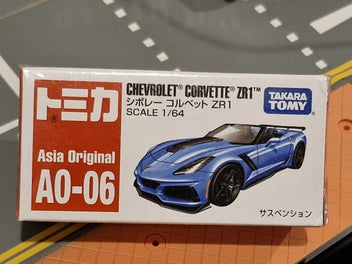 トミカ
Asia Original
AO-06
CHEVROLET® CORVETTE® ZR1™
シボレー コルベット ZR1
SCALE 1/64
TAKARA
TOMY
サスペンション